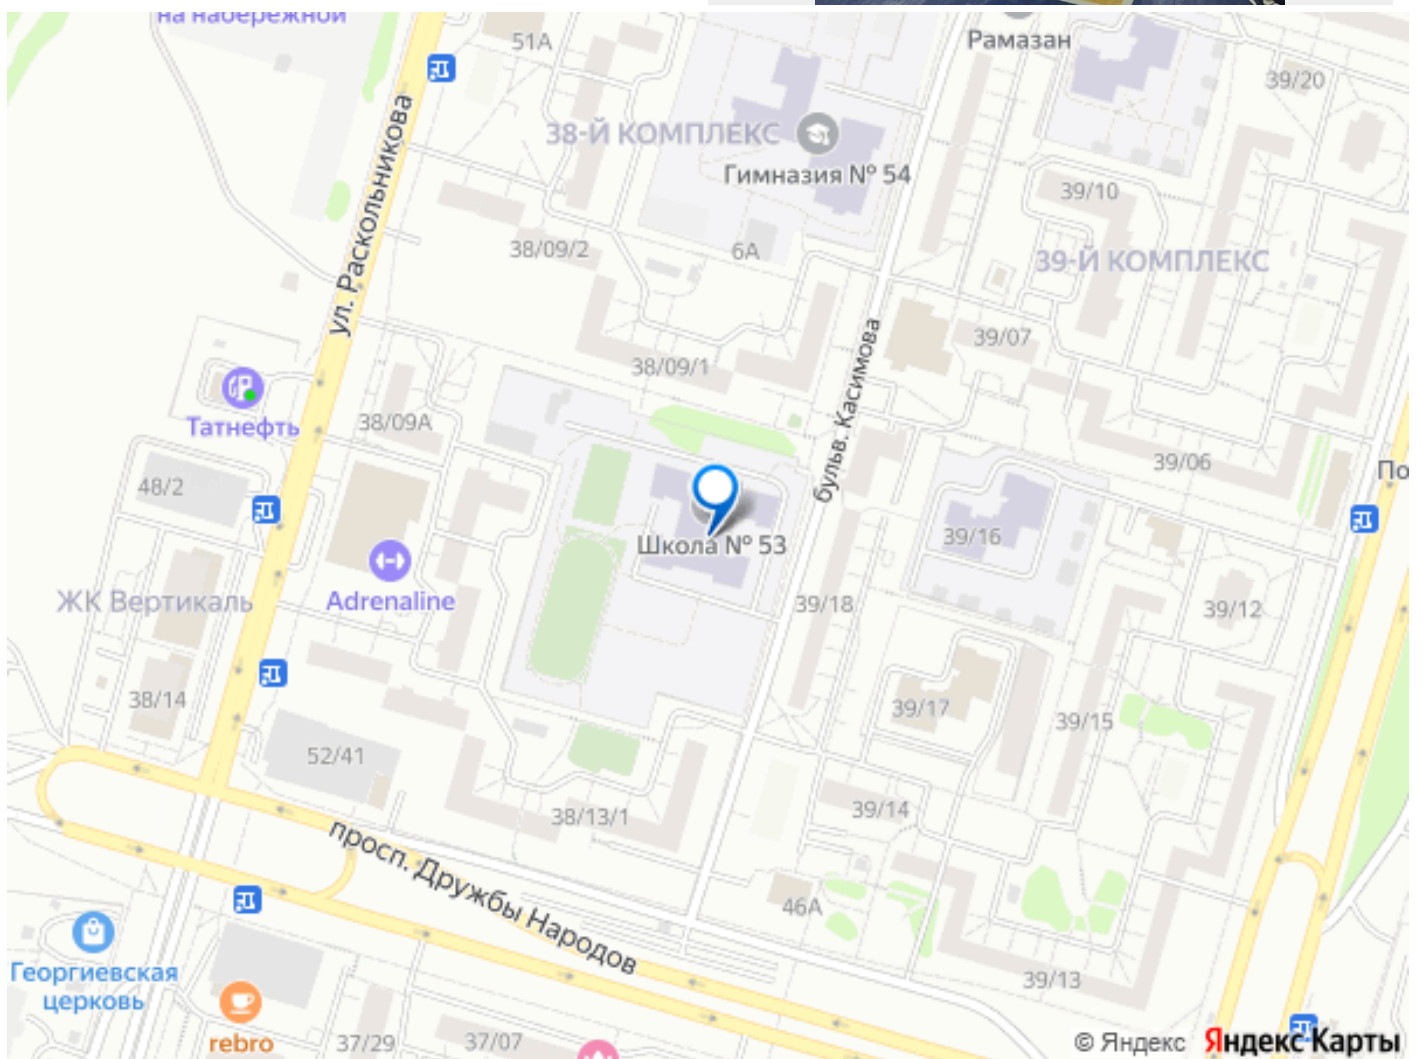 на набережной
51А
Рамазан
39/20
38-Й КОМПЛЕКС
Гимназия № 54
39/10
ул. Раскольникова
38/09/2
6А
39-Й КОМПЛЕКС
39/07
38/09/1
бульв. Касимова
Татнефть
38/09А
39/06
По
48/2
39/16
Школа № 53
ЖК Вертикаль
Adrenaline
39/18
39/12
38/14
39/17
39/15
52/41
38/13/1
39/14
просп. Дружбы Народов
46А
Георгиевская
церковь
39/13
rebro
37/29
37/07
© Яндекс Яндекс Карты